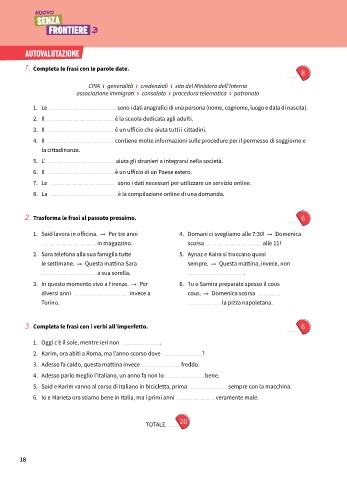 NUOVO
SENZA
FRONTIERE 3
AUTOVALUTAZIONE
1. Completa le frasi con le parole date.
8
CPIA generalità credenziali sito del Ministero dell'Interno
associazione immigrati consolato procedura telematica patronato
1. Le ........ sono i dati anagrafici di una persona (nome, cognome, luogo e data di nascita).
2. Il ........ è la scuola dedicata agli adulti.
3. Il ........ è un ufficio che aiuta tutti i cittadini.
4. Il ........ contiene molte informazioni sulle procedure per il permesso di soggiorno e
la cittadinanza.
5. L' ........ aiuta gli stranieri a integrarsi nella società.
6. Il ........ è un ufficio di un Paese estero.
7. Le ........ sono i dati necessari per utilizzare un servizio online.
8. La ........ è la compilazione online di una domanda.
2. Trasforma le frasi al passato prossimo.
6
1. Said lavora in officina. → Per tre anni
........ in magazzino.
2. Sara telefona alla sua famiglia tutte
le settimane. → Questa mattina Sara
........ a sua sorella.
3. In questo momento vivo a Firenze. → Per
diversi anni ........ invece a
Torino.
4. Domani ci svegliamo alle 7:30! → Domenica
scorsa ........ alle 11!
5. Aynaz e Kaira si truccano quasi
sempre. → Questa mattina, invece, non
........ .
6. Tu e Samira preparate spesso il cous
cous. → Domenica scorsa ........
........ la pizza napoletana.
3. Completa le frasi con i verbi all'imperfetto.
6
1. Oggi c'è il sole, mentre ieri non ........ .
2. Karim, ora abiti a Roma, ma l'anno scorso dove ........ ?
3. Adesso fa caldo, questa mattina invece ........ freddo.
4. Adesso parlo meglio l'italiano, un anno fa non lo ........ bene.
5. Said e Karim vanno al corso di italiano in bicicletta, prima ........ sempre con la macchina.
6. Io e Marieta ora stiamo bene in Italia, ma i primi anni ........ veramente male.
TOTALE ........ 20
18